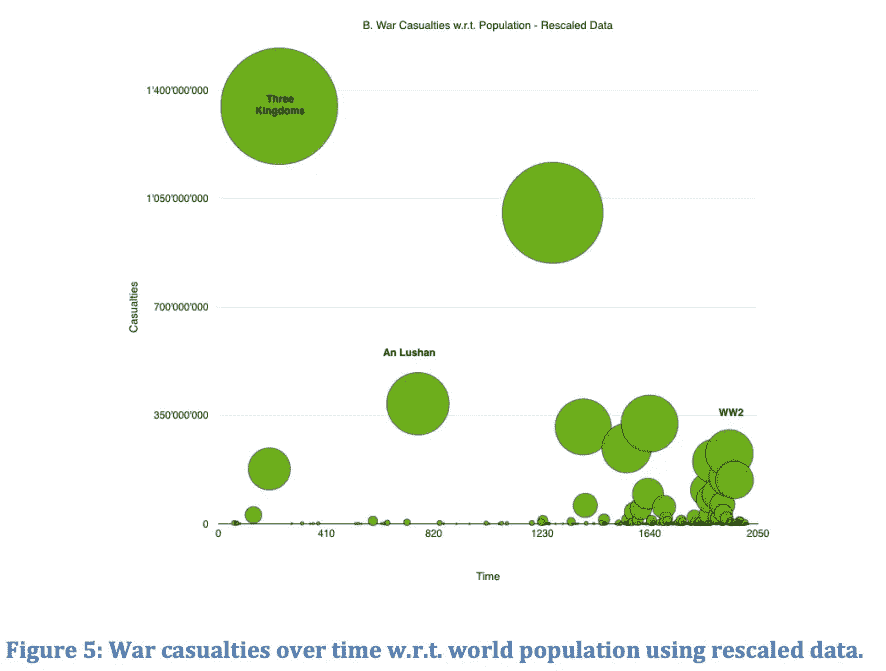 B. War Casualties w.r.t. Population - Rescaled Data
1'400'000'000
Three
Kingdoms
1'050'000'000
Casualties
700'000'000
An Lushan
350'000'000
WW2
0
0 410 820 1230 1640 2050
Time
Figure 5: War casualties over time w.r.t. world population using rescaled data.